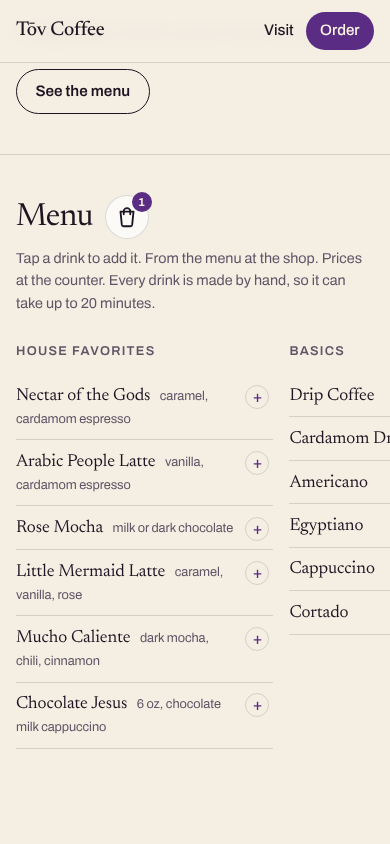 Tōv Coffee
Visit
Order
See the menu
Menu
1
Tap a drink to add it. From the menu at the shop. Prices
at the counter. Every drink is made by hand, so it can
take up to 20 minutes.
HOUSE FAVORITES
Nectar of the Gods caramel,
cardamom espresso
+
Arabic People Latte vanilla,
cardamom espresso
+
Rose Mocha milk or dark chocolate
+
Little Mermaid Latte caramel,
vanilla, rose
+
Mucho Caliente dark mocha,
chili, cinnamon
+
Chocolate Jesus 6 oz, chocolate
milk cappuccino
+
BASICS
Drip Coffee
Cardamom Dr
Americano
Egyptiano
Cappuccino
Cortado